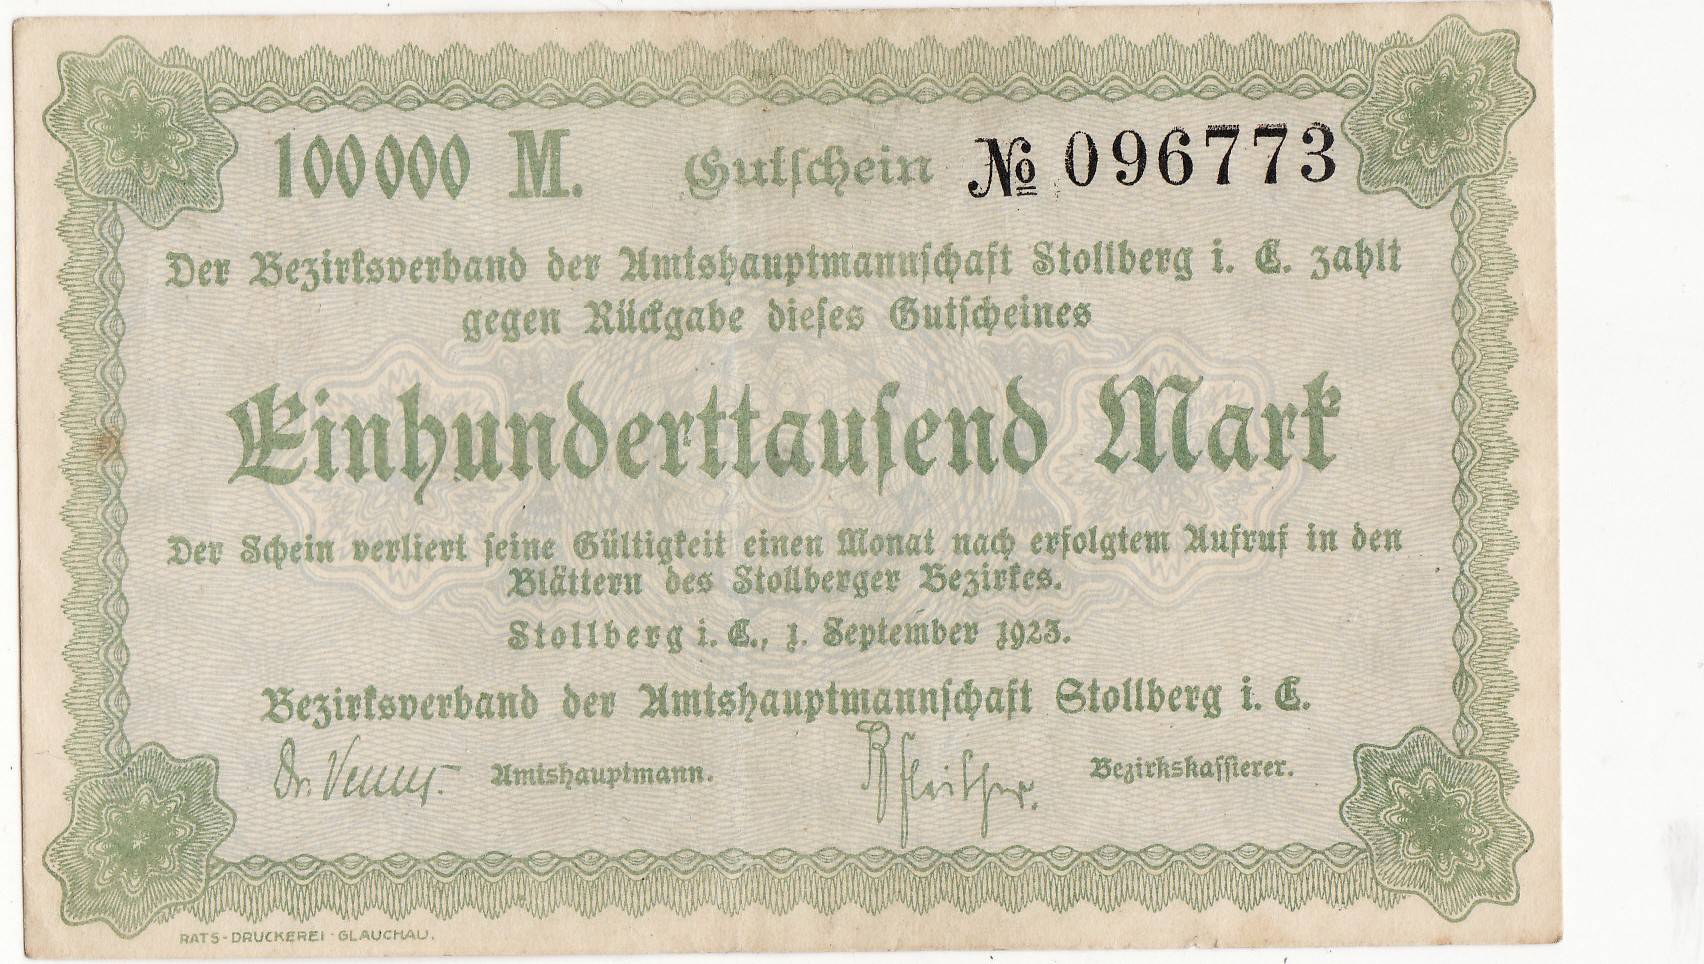 100000 M. Gutschein № 096773
Der Bezirksverband der Amtshauptmannschaft Stollberg i. E. zahlt
gegen Rückgabe dieses Gutscheines
Einhunderttausend Mark
Der Schein verliert seine Gültigkeit einen Monat nach erfolgtem Aufruf in den
Blättern des Stollberger Bezirkes.
Stollberg i. E., 1. September 1923.
Bezirksverband der Amtshauptmannschaft Stollberg i. E.
Dr. Amtshauptmann. Bezirkskassierer.
RATS-DRUCKEREI·GLAUCHAU.